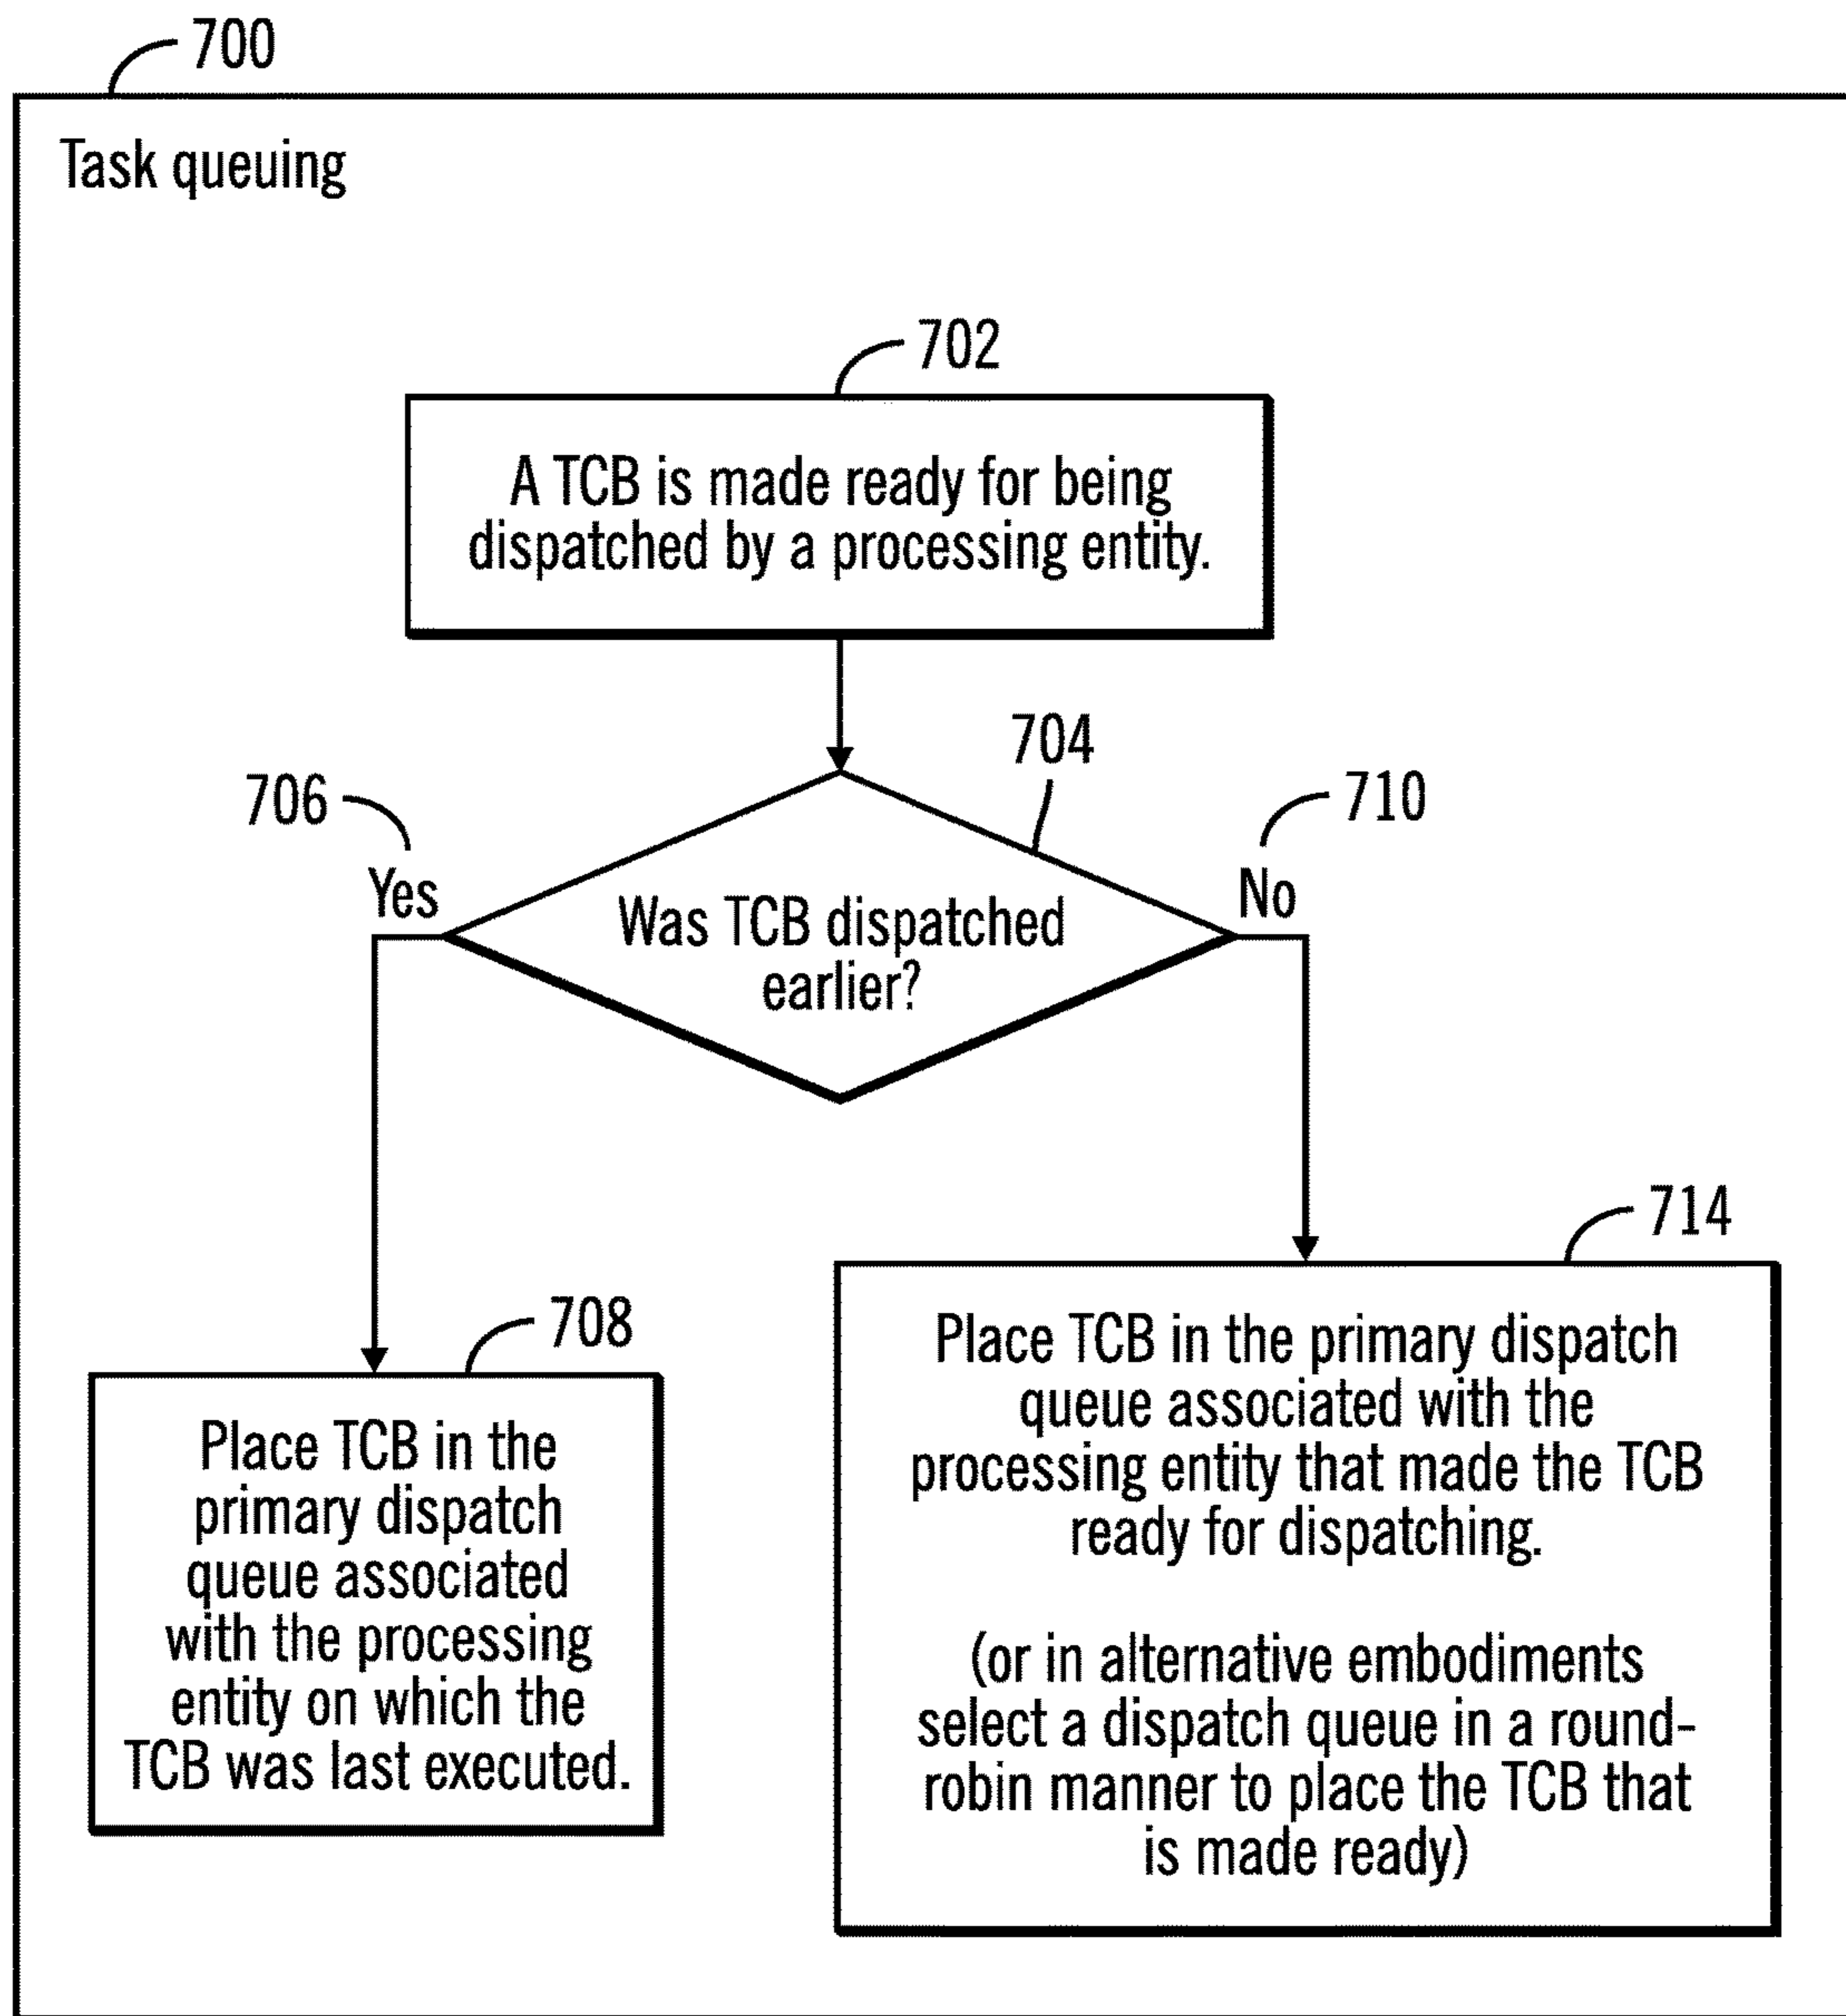 700
Task queuing
702
A TCB is made ready for being
dispatched by a processing entity.
704
706
710
Yes
No
Was TCB dispatched
earlier?
708
Place TCB in the
primary dispatch
queue associated
with the processing
entity on which the
TCB was last executed.
714
Place TCB in the primary dispatch
queue associated with the
processing entity that made the TCB
ready for dispatching.
(or in alternative embodiments
select a dispatch queue in a round-
robin manner to place the TCB that
is made ready)